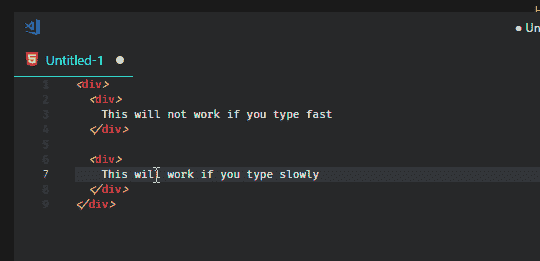 Un
Untitled-1
1 <div>
2 <div>
3 This will not work if you type fast
4 </div>
5
6 <div>
7 This will work if you type slowly
8 </div>
9 </div>